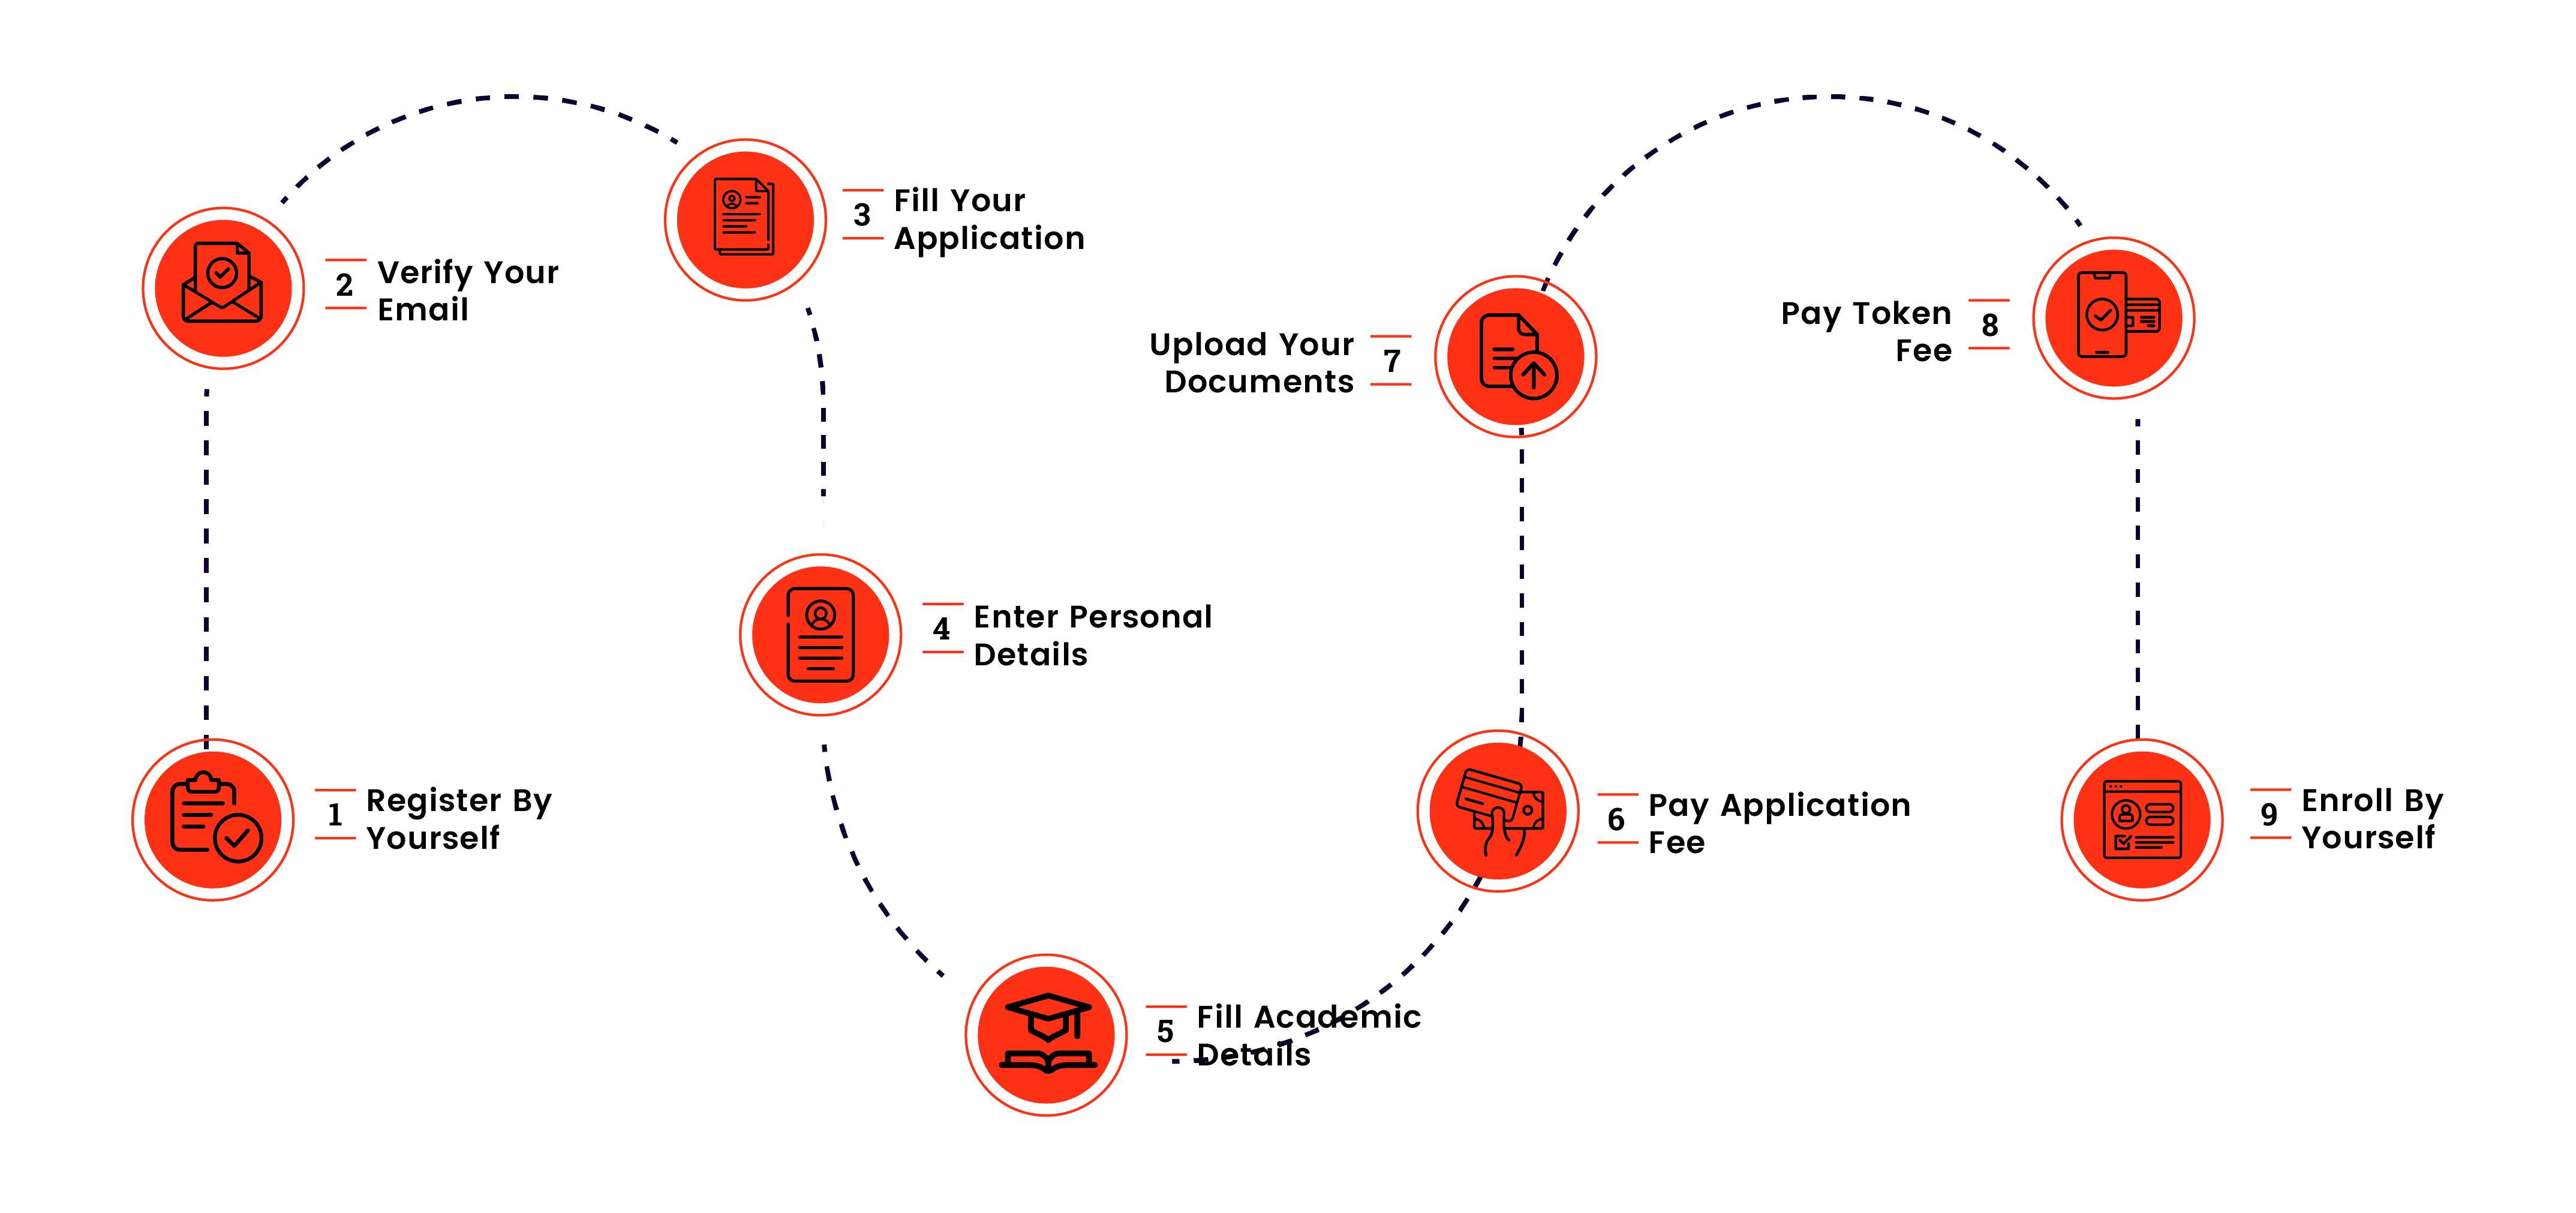 1
Register By
Yourself
2
Verify Your
Email
3
Fill Your
Application
4
Enter Personal
Details
5
Fill Academic
Details
6
Pay Application
Fee
7
Upload Your
Documents
8
Pay Token
Fee
9
Enroll By
Yourself